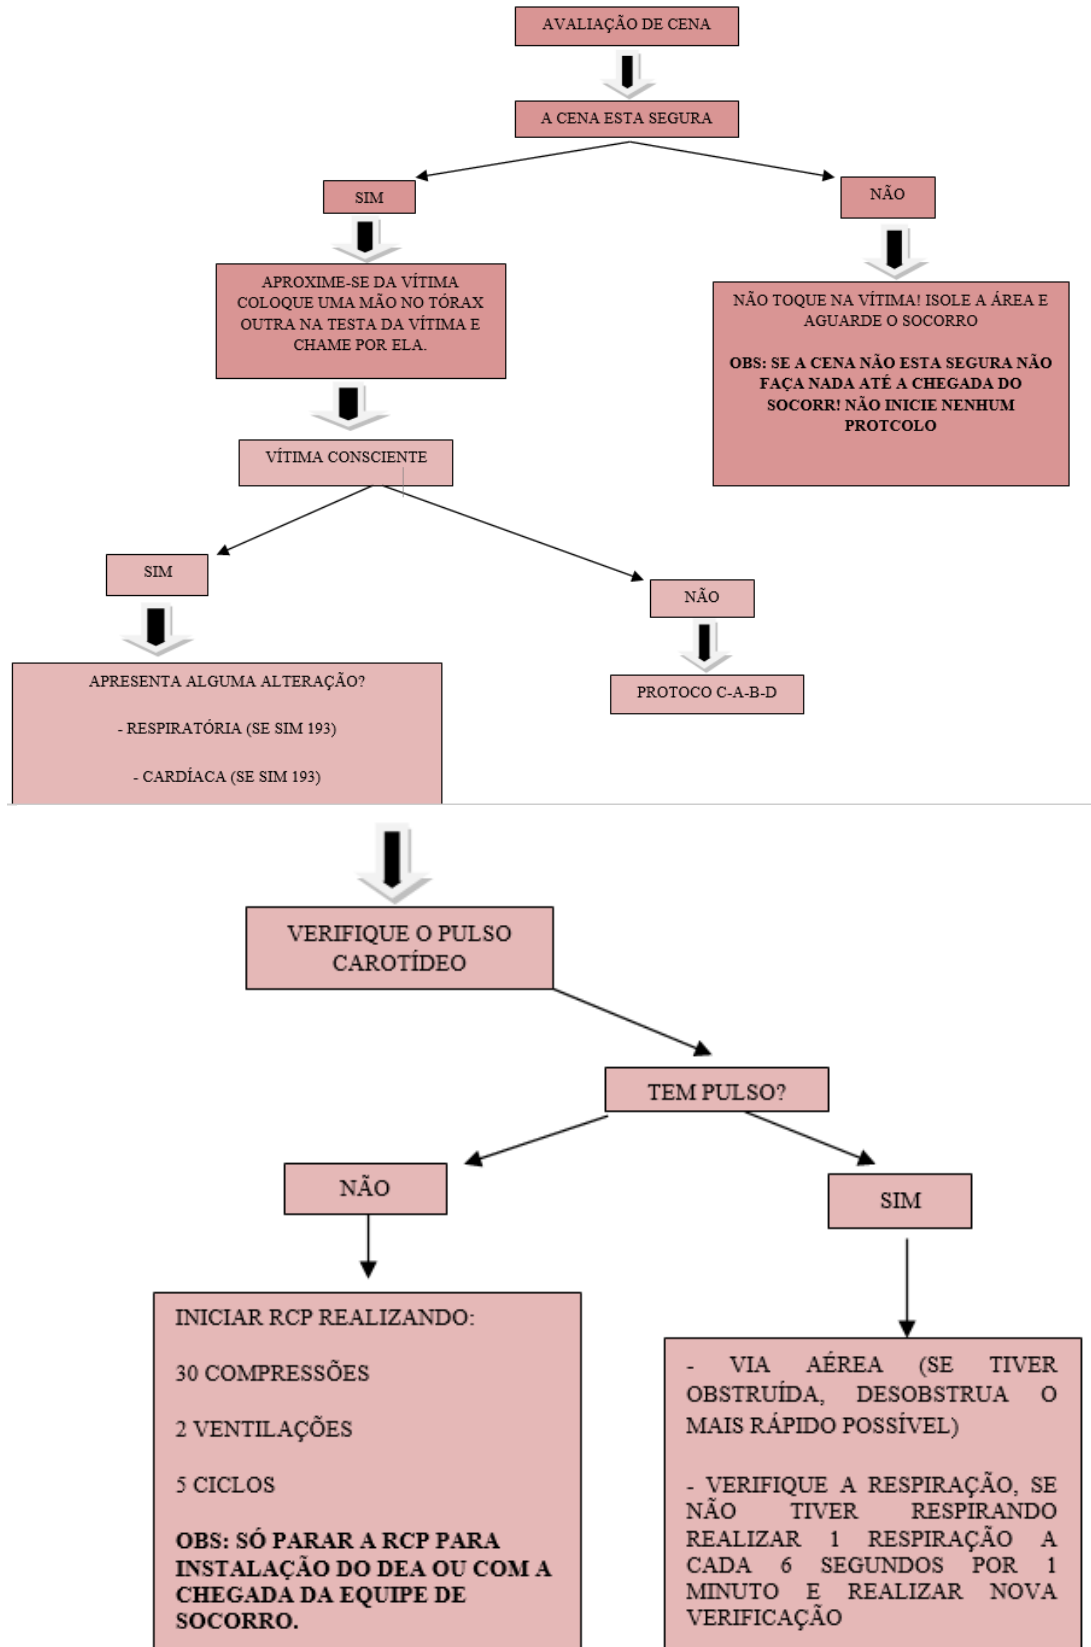 AVALIAÇÃO DE CENA
A CENA ESTA SEGURA
SIM
NÃO
APROXIME-SE DA VÍTIMA
COLOQUE UMA MÃO NO TÓRAX
OUTRA NA TESTA DA VÍTIMA E
CHAME POR ELA.
NÃO TOQUE NA VÍTIMA! ISOLE A ÁREA E
AGUARDE O SOCORRO
OBS: SE A CENA NÃO ESTA SEGURA NÃO
FAÇA NADA ATÉ A CHEGADA DO
SOCORR! NÃO INICIE NENHUM
PROTCOLO
VÍTIMA CONSCIENTE
SIM
NÃO
APRESENTA ALGUMA ALTERAÇÃO?
- RESPIRATÓRIA (SE SIM 193)
- CARDÍACA (SE SIM 193)
PROTOCO C-A-B-D
VERIFIQUE O PULSO
CAROTÍDEO
TEM PULSO?
NÃO
SIM
INICIAR RCP REALIZANDO:
30 COMPRESSÕES
2 VENTILAÇÕES
5 CICLOS
OBS: SÓ PARAR A RCP PARA
INSTALAÇÃO DO DEA OU COM A
CHEGADA DA EQUIPE DE
SOCORRO.
- VIA AÉREA (SE TIVER
OBSTRUÍDA, DESOBSTRUA O
MAIS RÁPIDO POSSÍVEL)
- VERIFIQUE A RESPIRAÇÃO, SE
NÃO TIVER RESPIRANDO
REALIZAR 1 RESPIRAÇÃO A
CADA 6 SEGUNDOS POR 1
MINUTO E REALIZAR NOVA
VERIFICAÇÃO